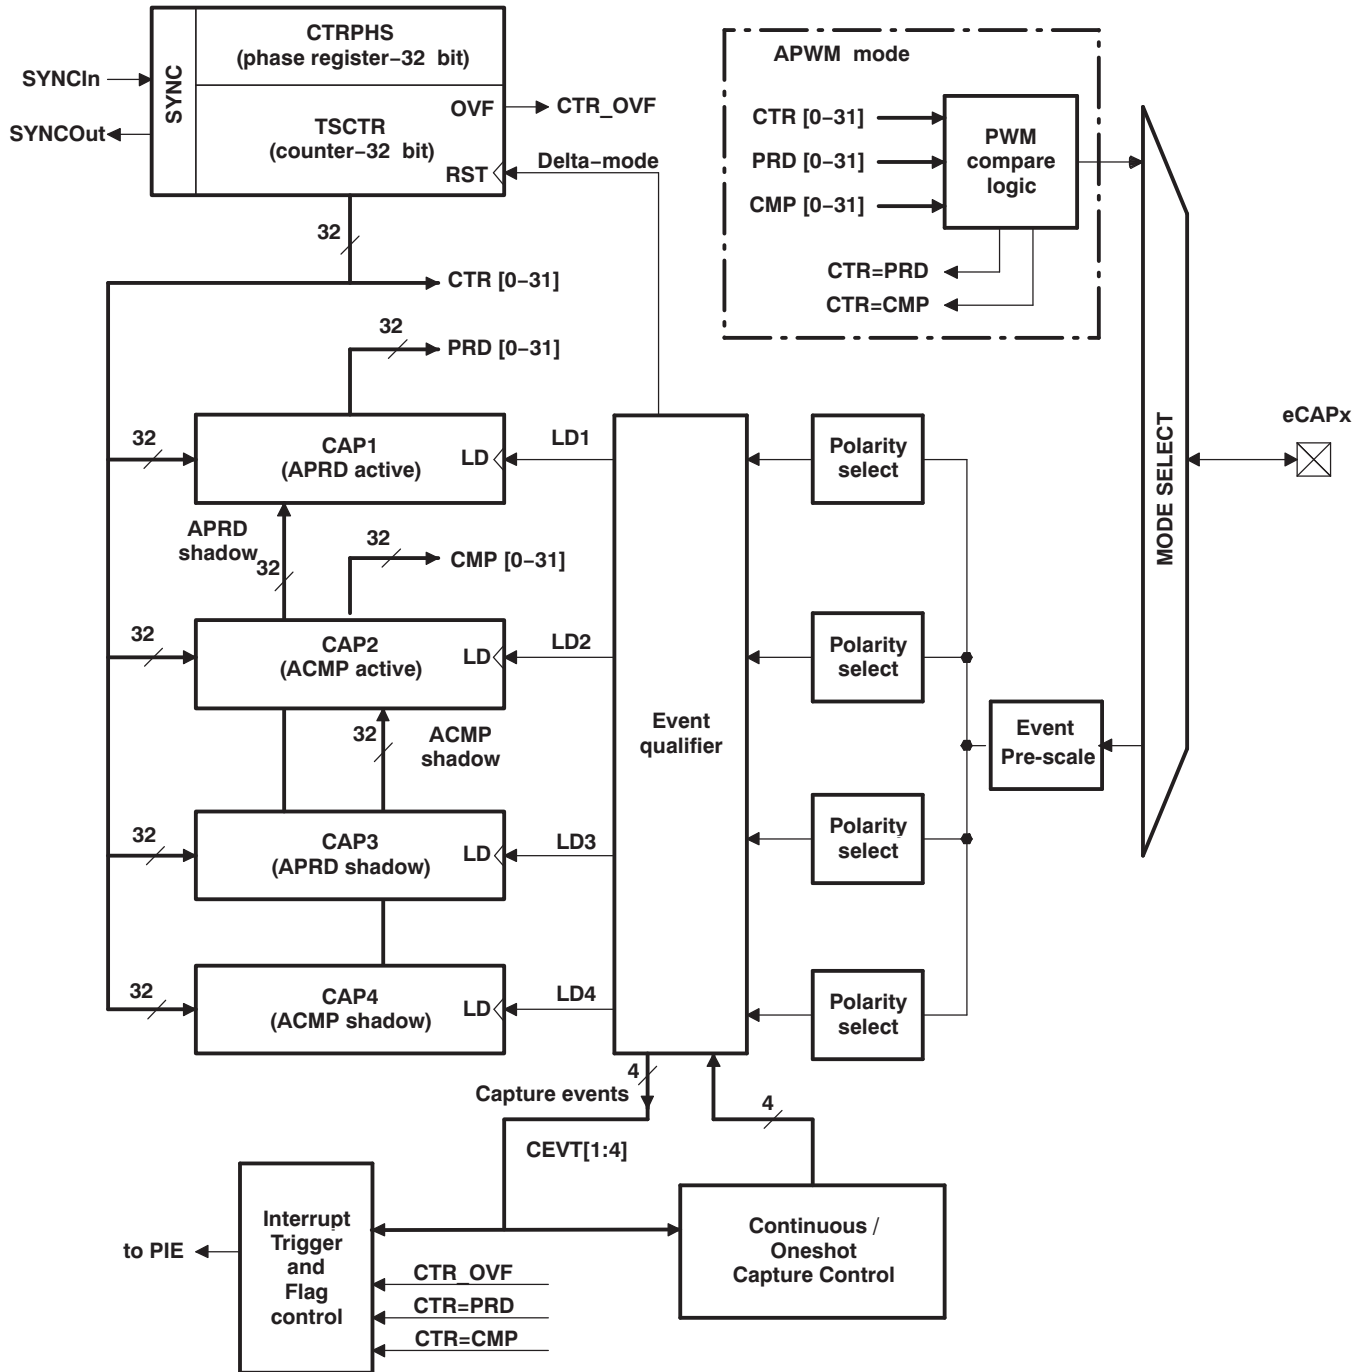 CTRPHS
(phase register−32 bit)
SYNC
SYNCIn
SYNCOut
OVF
CTR_OVF
TSCTR
(counter−32 bit)
RST
Delta−mode
32
CTR [0−31]
32
PRD [0−31]
APWM mode
CTR [0−31]
PRD [0−31]
CMP [0−31]
PWM
compare
logic
CTR=PRD
CTR=CMP
MODE SELECT
eCAPx
32
CAP1
(APRD active)
LD
LD1
Polarity
select
APRD
shadow
32
32
CMP [0−31]
32
CAP2
(ACMP active)
LD
LD2
Polarity
select
32
ACMP
shadow
Event
qualifier
Event
Pre-scale
32
CAP3
(APRD shadow)
LD
LD3
Polarity
select
32
CAP4
(ACMP shadow)
LD
LD4
Polarity
select
4
Capture events
CEVT[1:4]
4
Interrupt
Trigger
and
Flag
control
to PIE
CTR_OVF
CTR=PRD
CTR=CMP
Continuous /
Oneshot
Capture Control